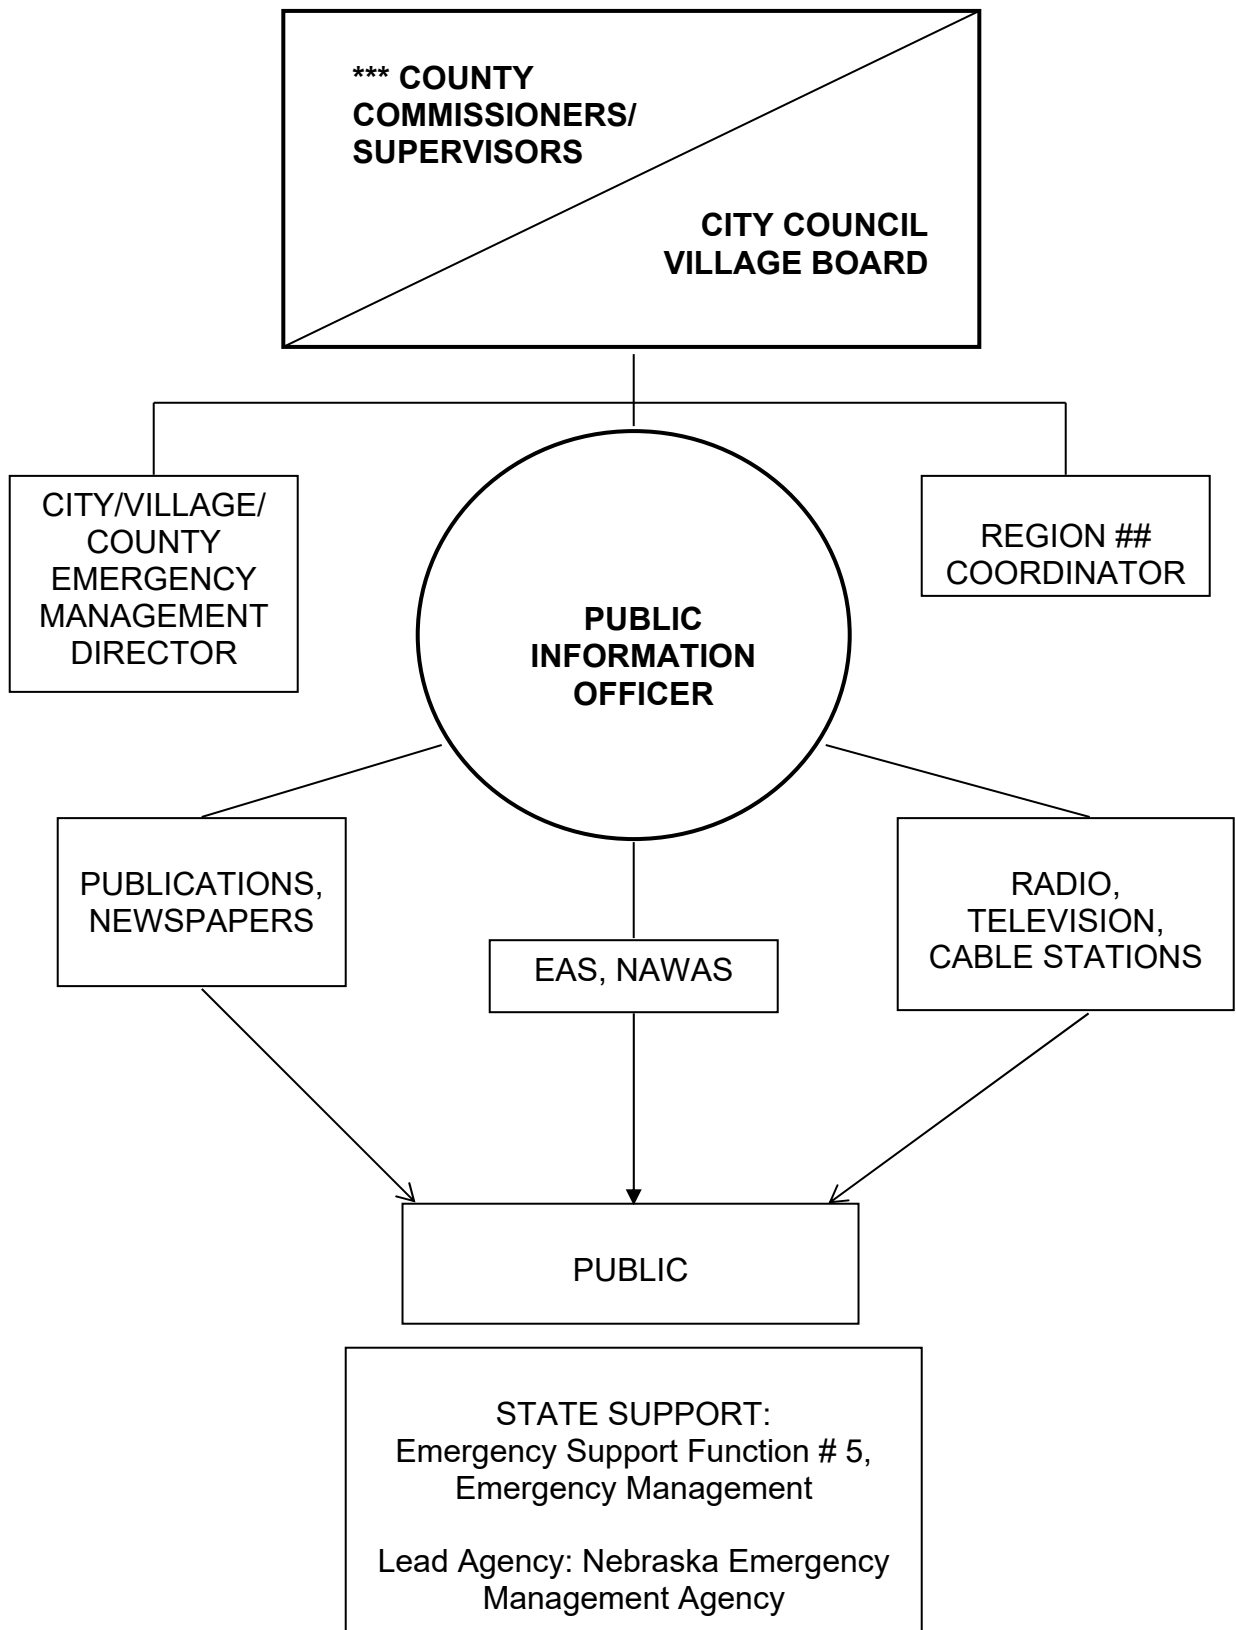 *** COUNTY
COMMISSIONERS/
SUPERVISORS
CITY COUNCIL
VILLAGE BOARD
CITY/VILLAGE/
COUNTY
EMERGENCY
MANAGEMENT
DIRECTOR
PUBLIC
INFORMATION
OFFICER
REGION ##
COORDINATOR
PUBLICATIONS,
NEWSPAPERS
EAS, NAWAS
RADIO,
TELEVISION,
CABLE STATIONS
PUBLIC
STATE SUPPORT:
Emergency Support Function # 5,
Emergency Management
Lead Agency: Nebraska Emergency
Management Agency